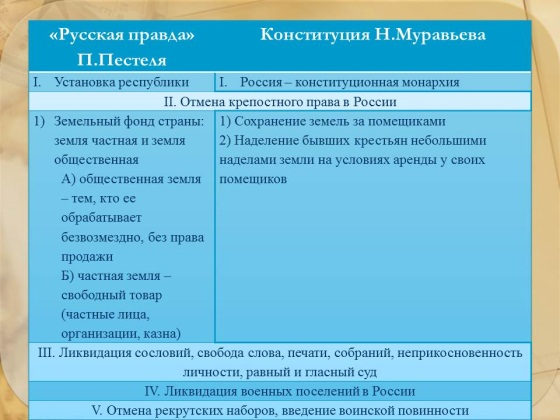 «Русская правда»
П.Пестеля
Конституция Н.Муравьева
I. Установка республики
I. Россия – конституционная монархия
II. Отмена крепостного права в России
1) Земельный фонд страны:
земля частная и земля
общественная
А) общественная земля
– тем, кто ее
обрабатывает
безвозмездно, без права
продажи
Б) частная земля –
свободный товар
(частные лица,
организации, казна)
1) Сохранение земель за помещиками
2) Наделение бывших крестьян небольшими
наделами земли на условиях аренды у своих
помещиков
III. Ликвидация сословий, свобода слова, печати, собраний, неприкосновенность
личности, равный и гласный суд
IV. Ликвидация военных поселений в России
V. Отмена рекрутских наборов, введение воинской повинности